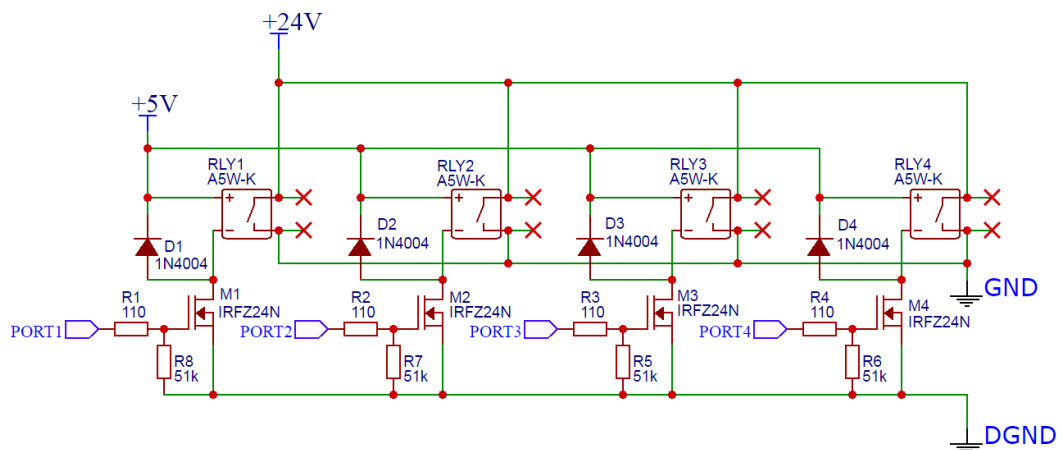 +24V
+5V
RLY1
A5W-K
RLY2
A5W-K
RLY3
A5W-K
RLY4
A5W-K
+
−
+
−
+
−
+
−
D1
1N4004
D2
1N4004
D3
1N4004
D4
1N4004
GND
M1
IRFZ24N
M2
IRFZ24N
M3
IRFZ24N
M4
IRFZ24N
R1
110
R2
110
R3
110
R4
110
PORT1
PORT2
PORT3
PORT4
R8
51k
R7
51k
R5
51k
R6
51k
DGND